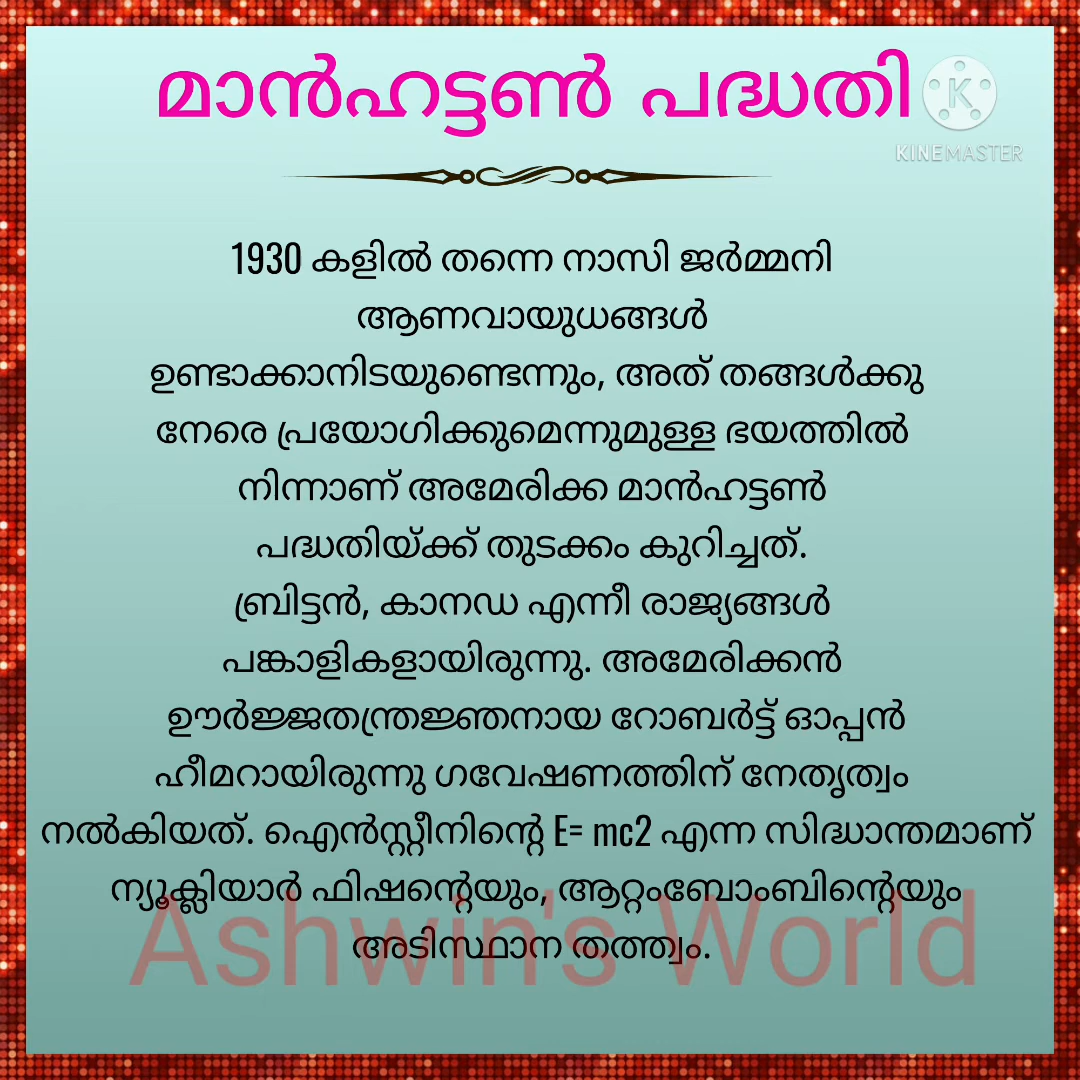 മാൻഹട്ടൺ പദ്ധതി
KINEMASTER
1930 കളിൽ തന്നെ നാസി ജർമ്മനി
ആണവായുധങ്ങൾ
ഉണ്ടാക്കാനിടയുണ്ടെന്നും, അത് തങ്ങൾക്കു
നേരെ പ്രയോഗിക്കുമെന്നുമുള്ള ഭയത്തിൽ
നിന്നാണ് അമേരിക്ക മാൻഹട്ടൺ
പദ്ധതിയ്ക്ക് തുടക്കം കുറിച്ചത്.
ബ്രിട്ടൻ, കാനഡ എന്നീ രാജ്യങ്ങൾ
പങ്കാളികളായിരുന്നു. അമേരിക്കൻ
ഊർജ്ജതന്ത്രജ്ഞനായ റോബർട്ട് ഓപ്പൻ
ഹീമറായിരുന്നു ഗവേഷണത്തിന് നേതൃത്വം
നൽകിയത്. ഐൻസ്റ്റീനിന്റെ E= mc2 എന്ന സിദ്ധാന്തമാണ്
ന്യൂക്ലിയാർ ഫിഷന്റെയും, ആറ്റംബോംബിന്റെയും
അടിസ്ഥാന തത്ത്വം.
Ashwin's World